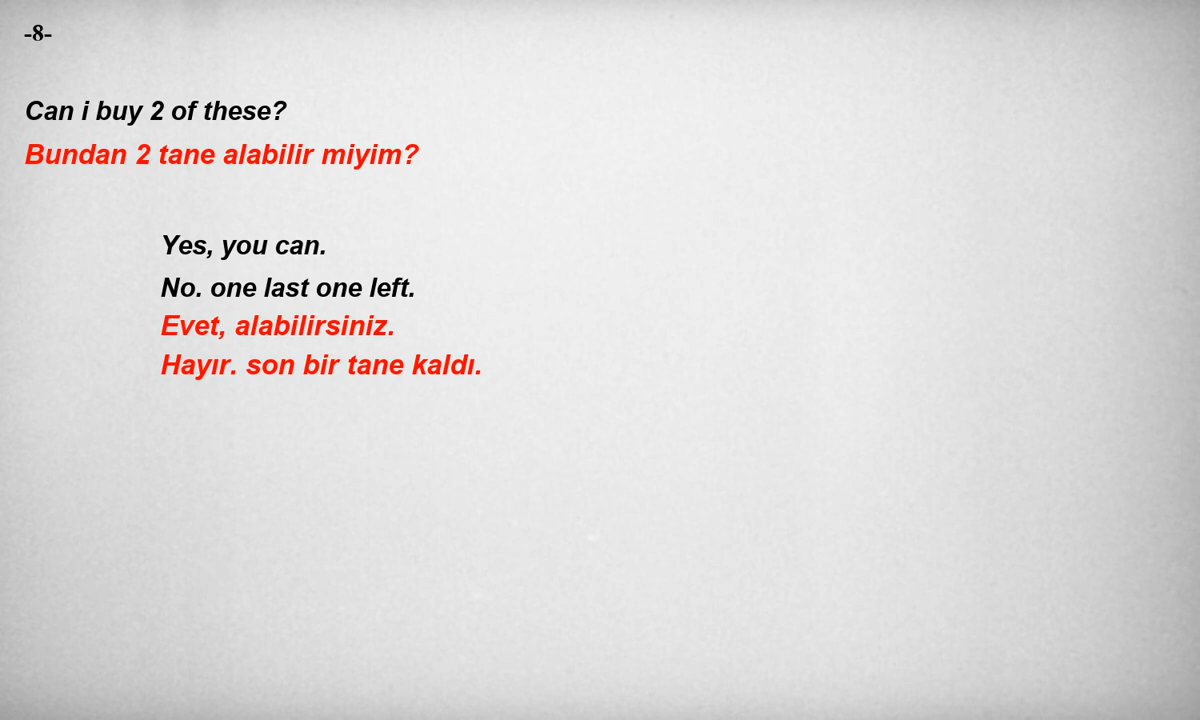 -8-
Can i buy 2 of these?
Bundan 2 tane alabilir miyim?
Yes, you can.
No. one last one left.
Evet, alabilirsiniz.
Hayır. son bir tane kaldı.